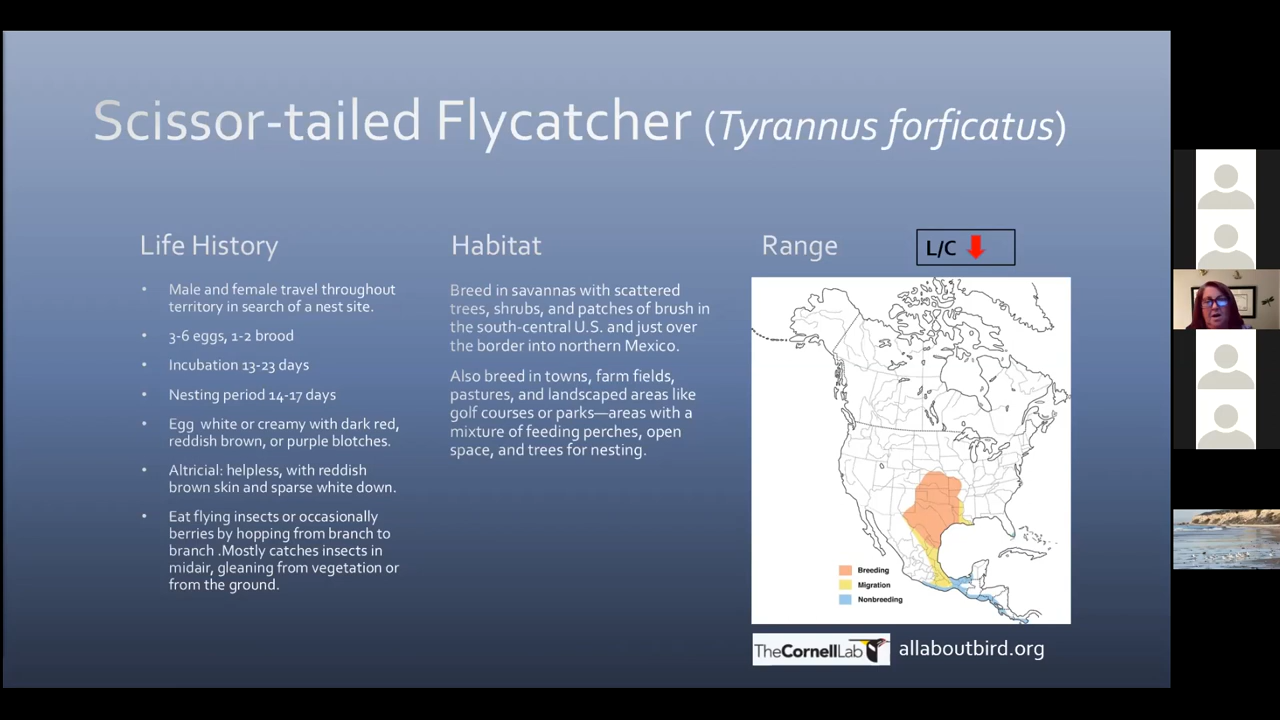 Scissor-tailed Flycatcher (Tyrannus forficatus)
Life History
• Male and female travel throughout
territory in search of a nest site.
• 3-6 eggs, 1-2 brood
• Incubation 13-23 days
• Nesting period 14-17 days
• Egg white or creamy with dark red,
reddish brown, or purple blotches.
• Altricial: helpless, with reddish
brown skin and sparse white down.
• Eat flying insects or occasionally
berries by hopping from branch to
branch .Mostly catches insects in
midair, gleaning from vegetation or
from the ground.
Habitat
Breed in savannas with scattered
trees, shrubs, and patches of brush in
the south-central U.S. and just over
the border into northern Mexico.
Also breed in towns, farm fields,
pastures, and landscaped areas like
golf courses or parks—areas with a
mixture of feeding perches, open
space, and trees for nesting.
Range
L/C
Breeding
Migration
Nonbreeding
TheCornellLab
allaboutbird.org